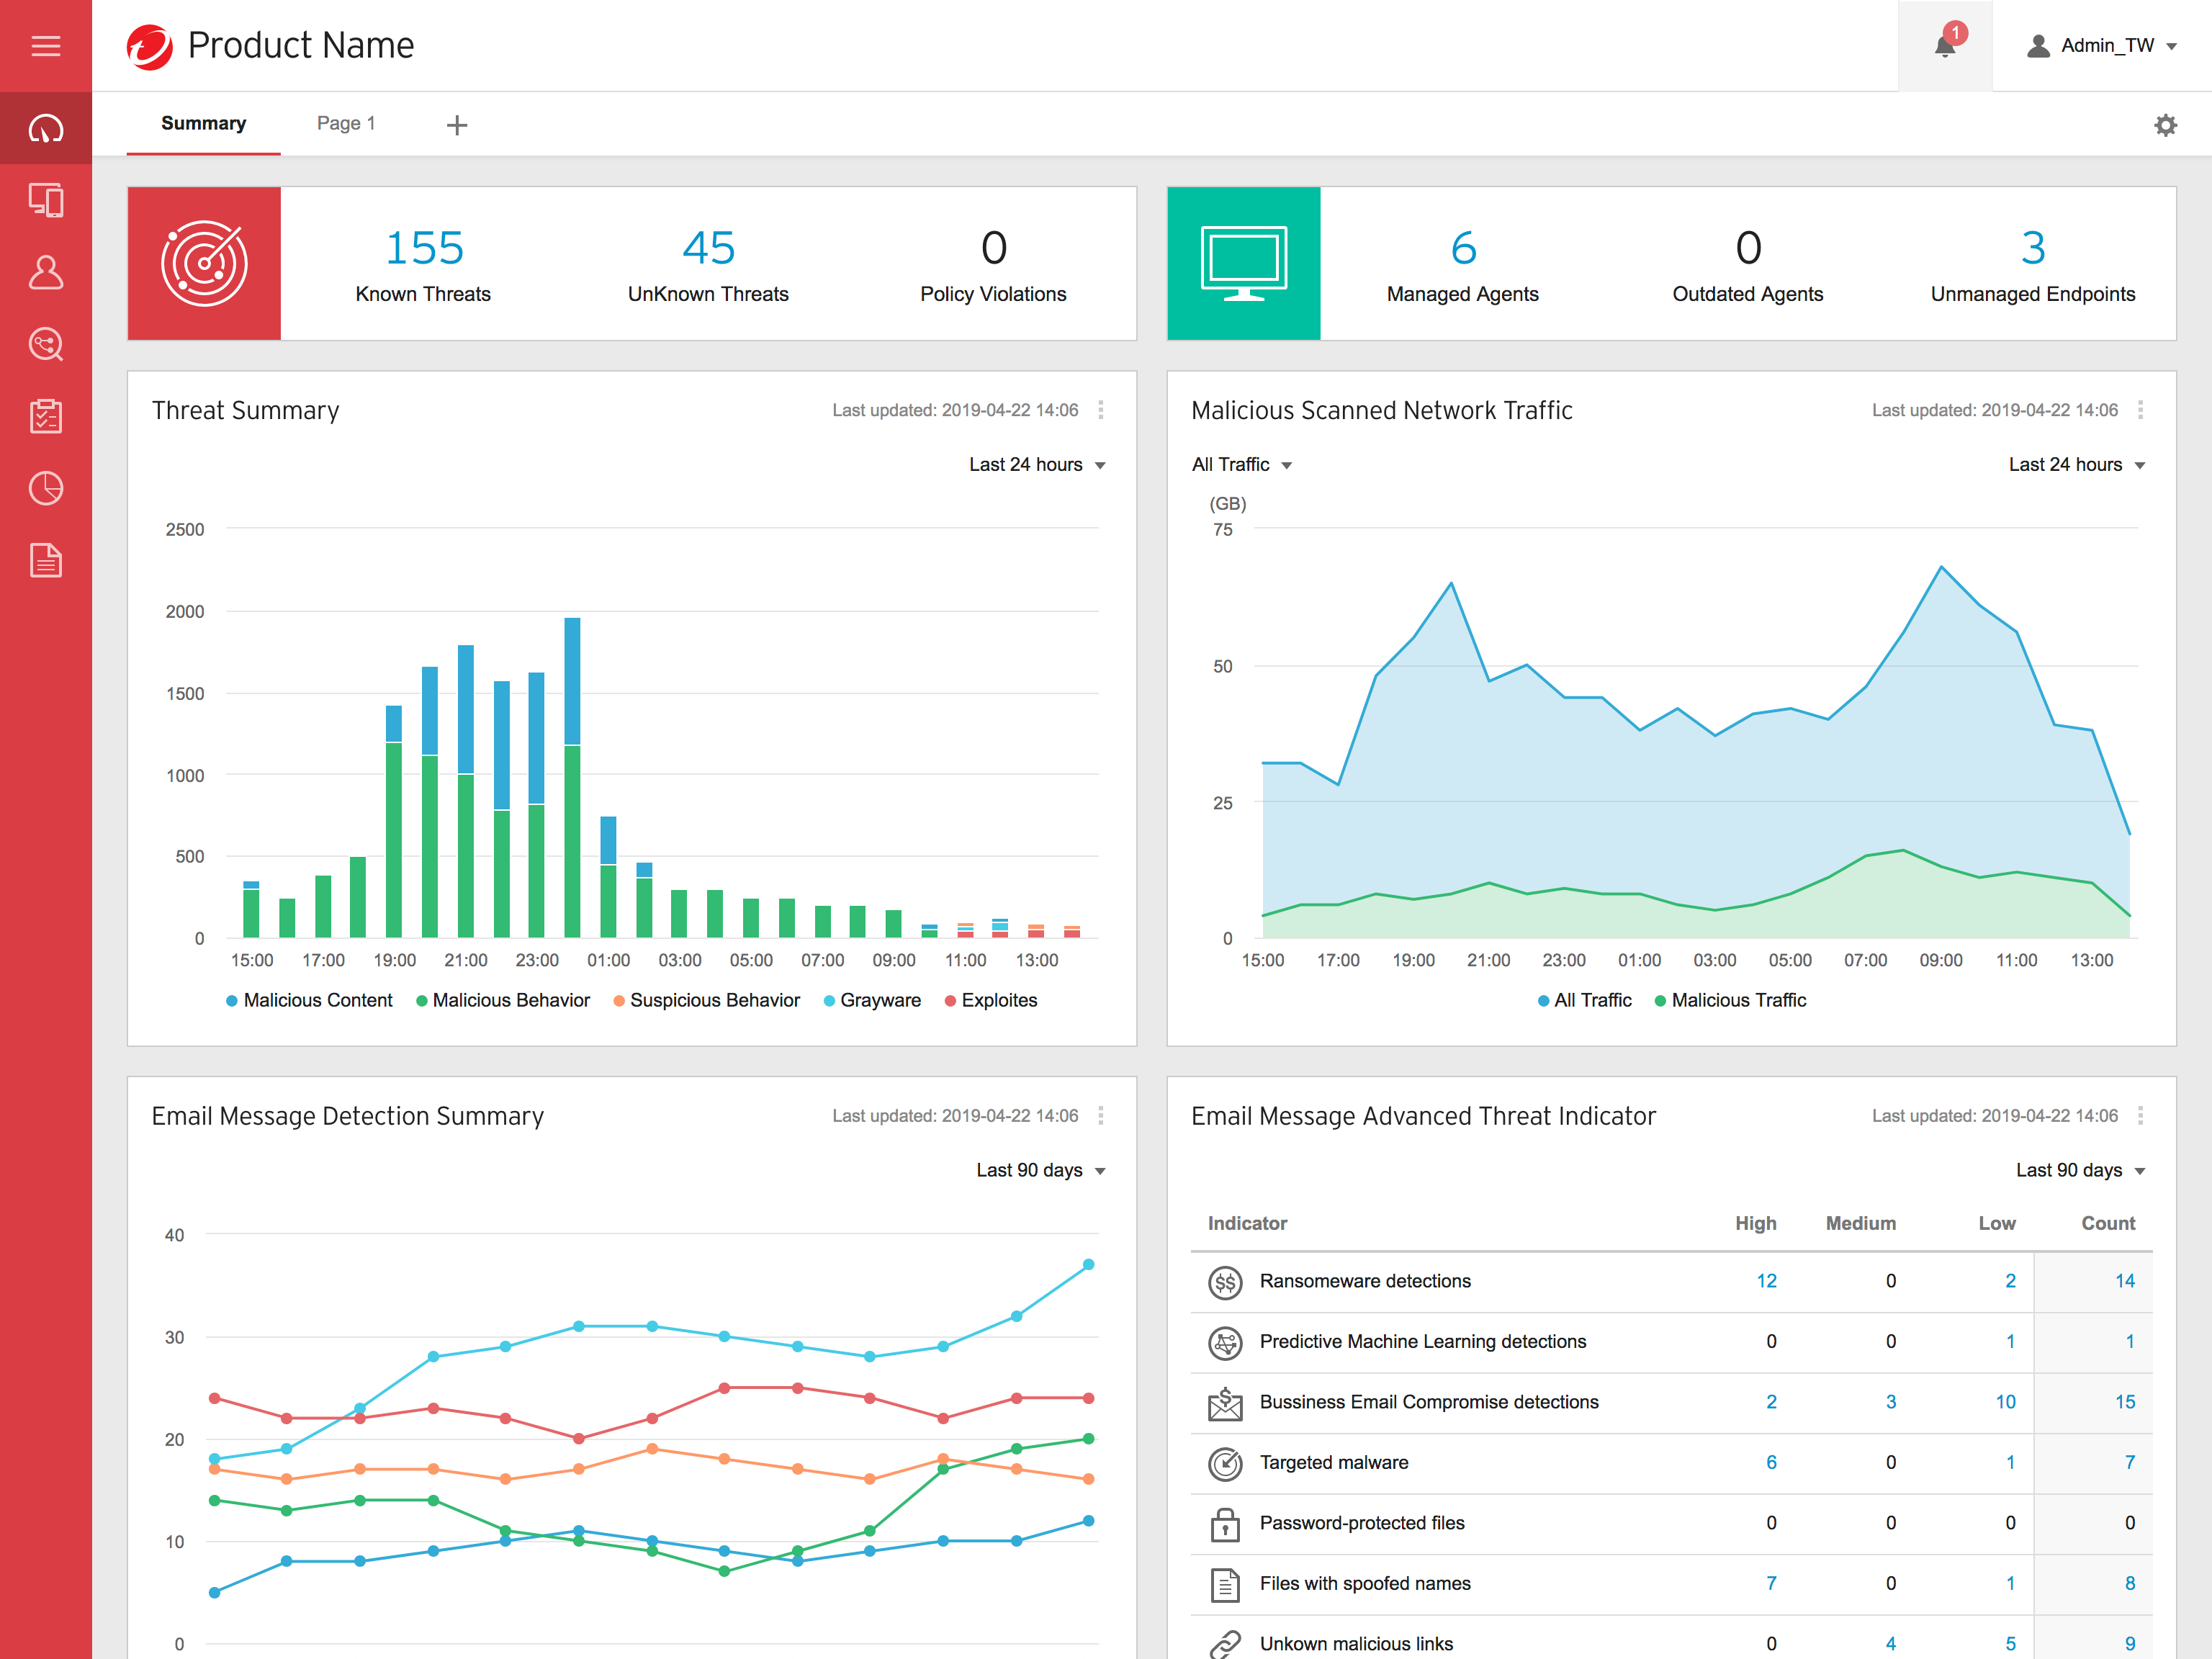 Product Name
1
Admin_TW
Summary
Page 1
155
45
0
Known Threats
UnKnown Threats
Policy Violations
6
0
3
Managed Agents
Outdated Agents
Unmanaged Endpoints
Threat Summary
Last updated: 2019-04-22 14:06
Last 24 hours
2500
2000
1500
1000
500
0
15:00 17:00 19:00 21:00 23:00 01:00 03:00 05:00 07:00 09:00 11:00 13:00
Malicious Content Malicious Behavior Suspicious Behavior Grayware Exploites
Malicious Scanned Network Traffic
Last updated: 2019-04-22 14:06
All Traffic
Last 24 hours
(GB)
75
50
25
0
15:00 17:00 19:00 21:00 23:00 01:00 03:00 05:00 07:00 09:00 11:00 13:00
All Traffic Malicious Traffic
Email Message Detection Summary
Last updated: 2019-04-22 14:06
Last 90 days
40
30
20
10
0
Email Message Advanced Threat Indicator
Last updated: 2019-04-22 14:06
Last 90 days
Indicator High Medium Low Count
$$ Ransomeware detections 12 0 2 14
Predictive Machine Learning detections 0 0 1 1
$ Bussiness Email Compromise detections 2 3 10 15
Targeted malware 6 0 1 7
Password-protected files 0 0 0 0
Files with spoofed names 7 0 1 8
Unkown malicious links 0 4 5 9